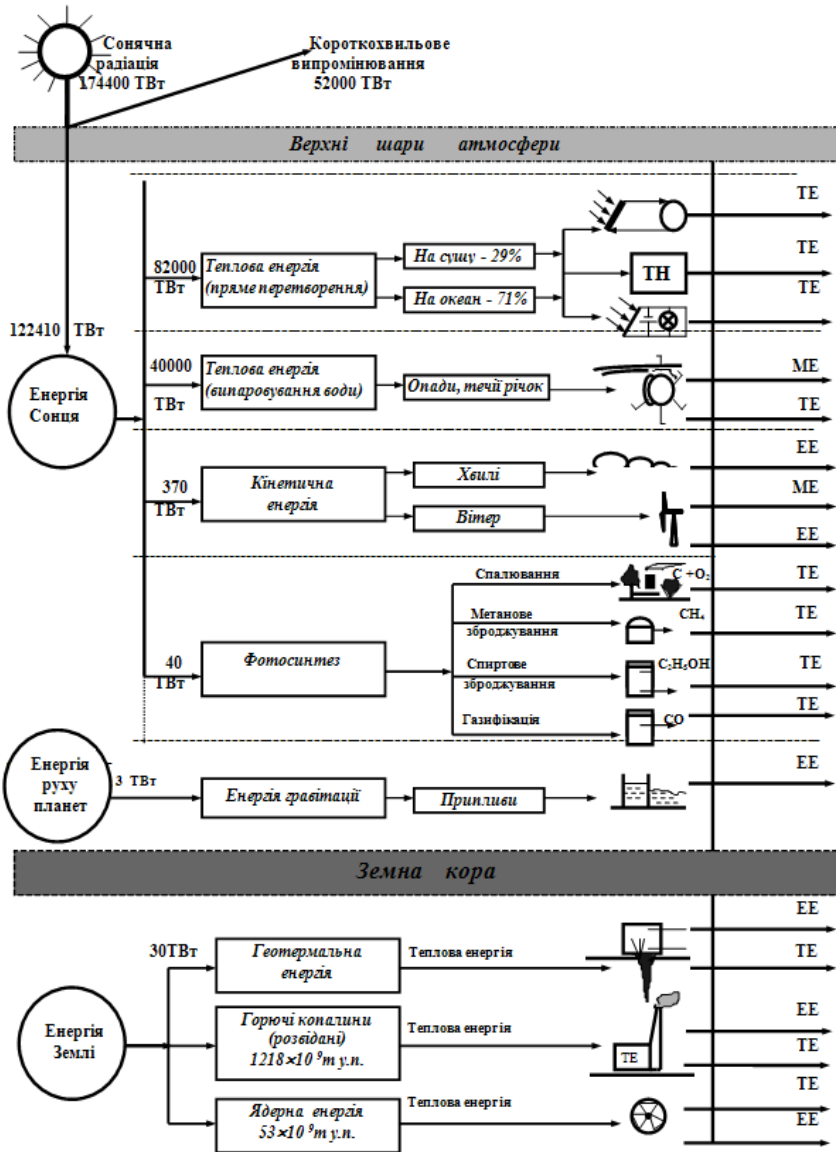 Сонячна
радіація
174400 ТВт
Короткохвильове
випромінювання
52000 ТВт
Верхні шари атмосфери
122410 ТВт
Енергія
Сонця
82000
ТВт
Теплова енергія
(пряме перетворення)
На сушу - 29%
На океан - 71%
ТН
ТЕ
ТЕ
ТЕ
40000
ТВт
Теплова енергія
(випаровування води)
Опади, течії річок
МЕ
ТЕ
370
ТВт
Кінетична
енергія
Хвилі
Вітер
ЕЕ
МЕ
ЕЕ
40
ТВт
Фотосинтез
Спалювання
C +O₂
ТЕ
Метанове
зброджування
CH₄
ТЕ
Спиртове
зброджування
C₂H₅OH
ТЕ
Газифікація
CO
ТЕ
Енергія
руху
планет
3 ТВт
Енергія гравітації
Припливи
ЕЕ
Земна кора
Енергія
Землі
30ТВт
Геотермальна
енергія
Теплова енергія
ЕЕ
ТЕ
Горючі копалини
(розвідані)
1218×10⁹т у.п.
Теплова енергія
ТЕ
ЕЕ
ТЕ
Ядерна енергія
53×10⁹т у.п.
Теплова енергія
ТЕ
ЕЕ